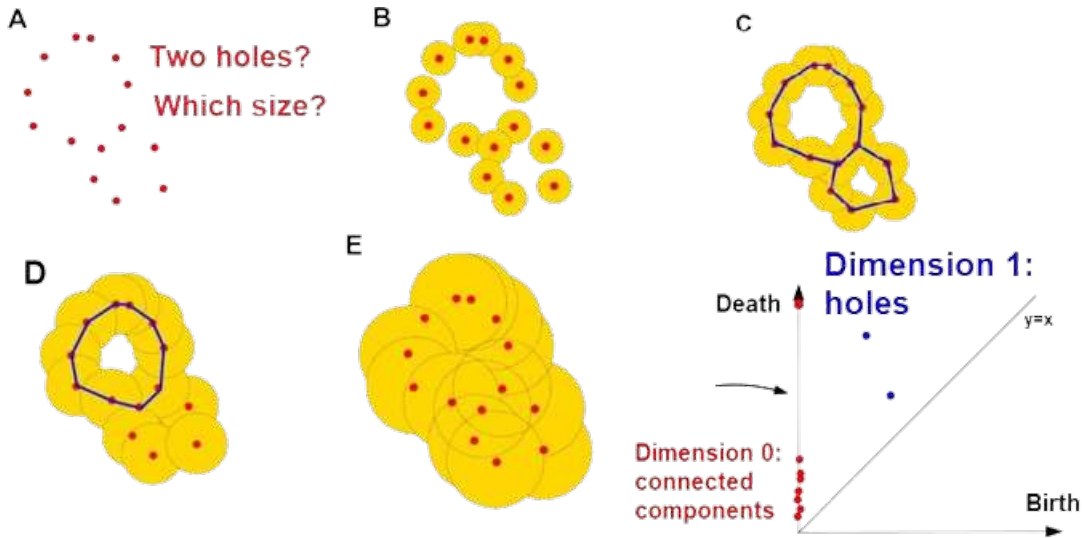 A
Two holes?
Which size?
B
C
D
E
Dimension 1:
holes
Death
y=x
Dimension 0:
connected
components
Birth